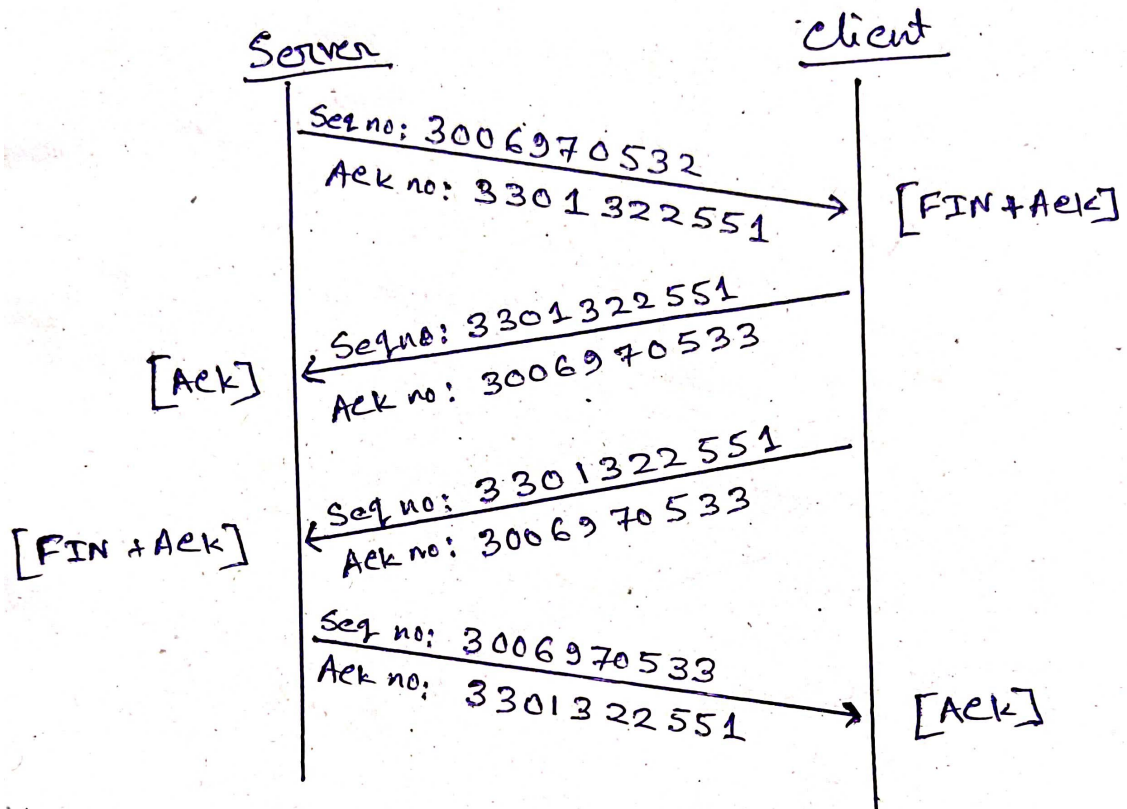 Server
Client
Seq no: 3006970532
Ack no: 3301322551
[FIN + Ack]
Seq no: 3301322551
[Ack]
Ack no: 3006970533
Seq no: 3301322551
[FIN + Ack]
Ack no: 3006970533
Seq no: 3006970533
Ack no: 3301322551
[Ack]